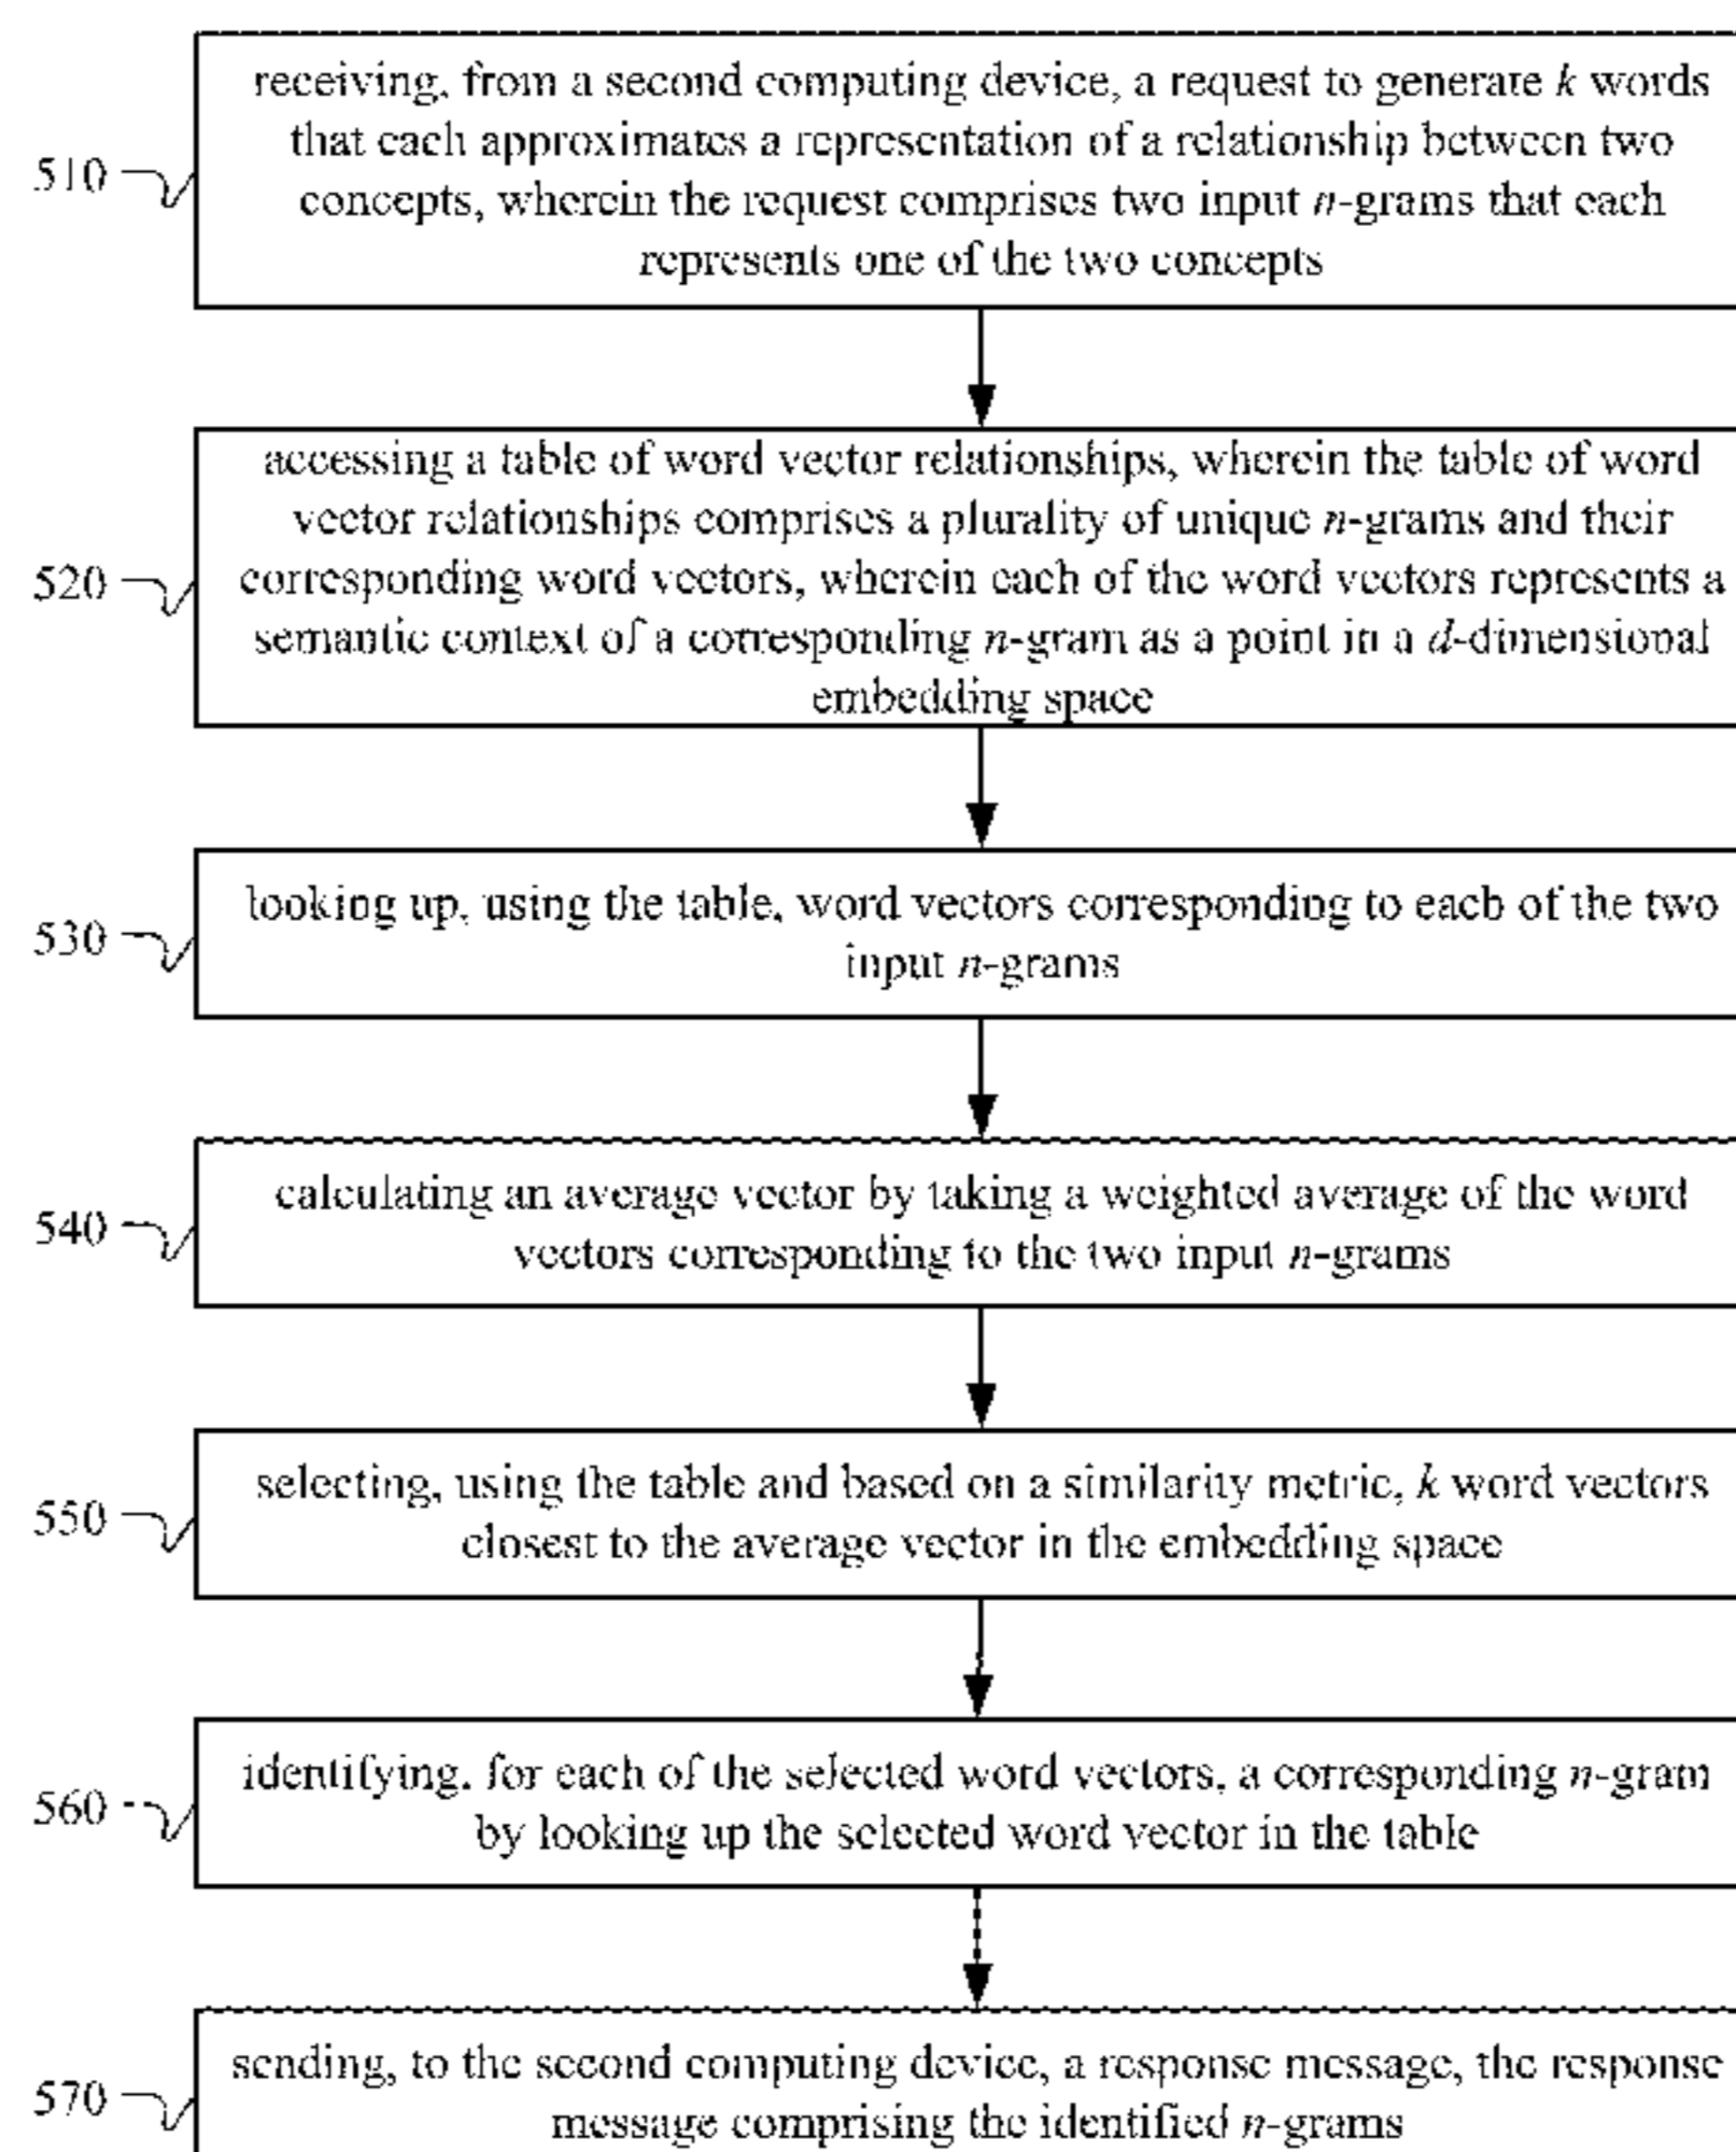 receiving, from a second computing device, a request to generate k words
that each approximates a representation of a relationship between two
510
concepts, wherein the request comprises two input n-grams that each
represents one of the two concepts
accessing a table of word vector relationships, wherein the table of word
vector relationships comprises a plurality of unique n-grams and their
520
corresponding word vectors, wherein each of the word vectors represents a
semantic context of a corresponding n-gram as a point in a d-dimensional
embedding space
looking up, using the table, word vectors corresponding to each of the two
530
input n-grams
calculating an average vector by taking a weighted average of the word
540
vectors corresponding to the two input n-grams
selecting, using the table and based on a similarity metric, k word vectors
550
closest to the average vector in the embedding space
identifying, for each of the selected word vectors, a corresponding n-gram
560
by looking up the selected word vector in the table
sending, to the second computing device, a response message, the response
570
message comprising the identified n-grams